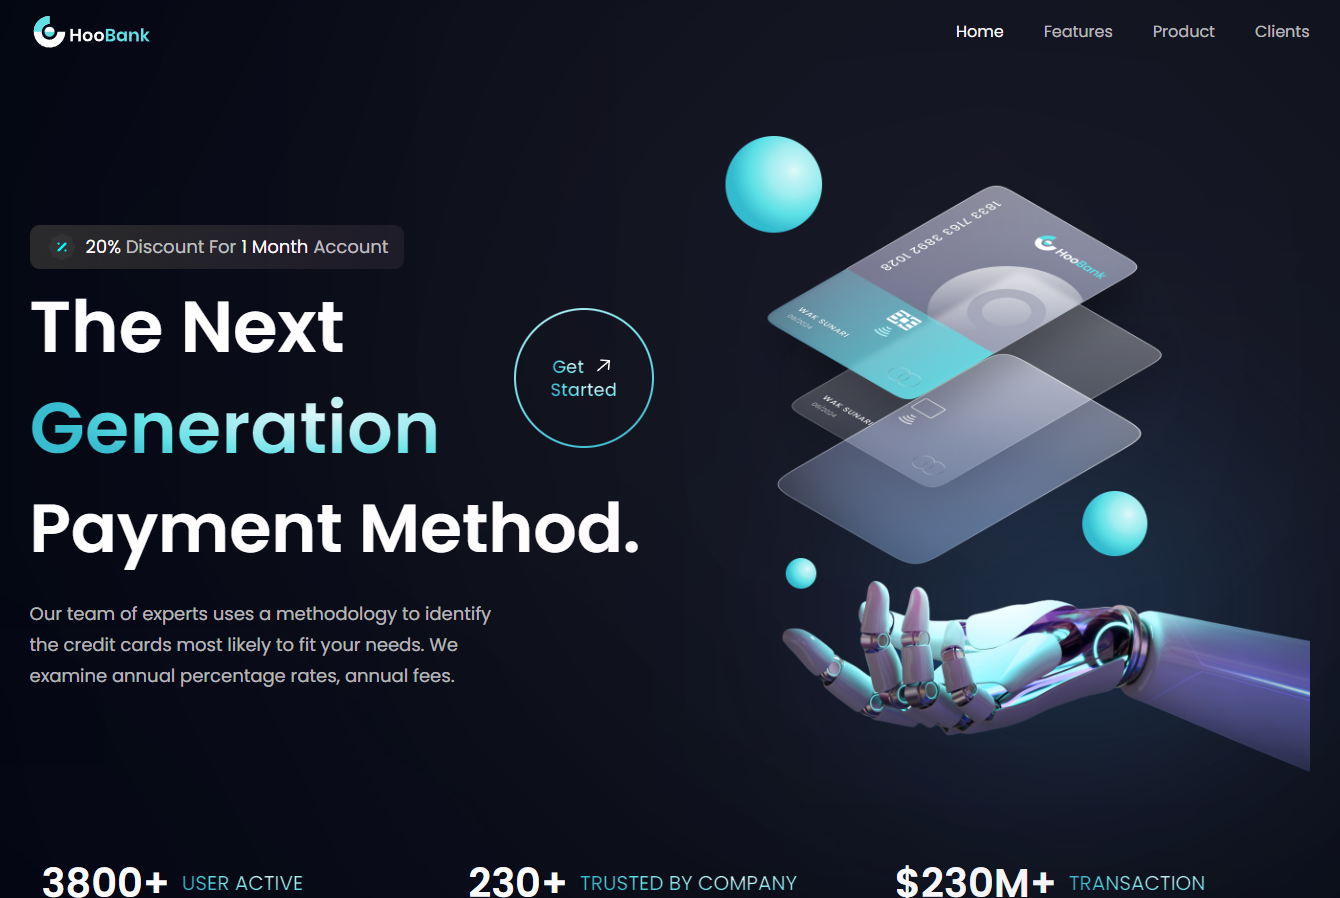 HooBank
Home Features Product Clients
20% Discount For 1 Month Account
The Next
Generation
Payment Method.
Get
Started
Our team of experts uses a methodology to identify
the credit cards most likely to fit your needs. We
examine annual percentage rates, annual fees.
1833 7163 3892 1028
HooBank
WAK SUNARI
06/2024
WAK SUNARI
06/2024
3800+ USER ACTIVE
230+ TRUSTED BY COMPANY
$230M+ TRANSACTION